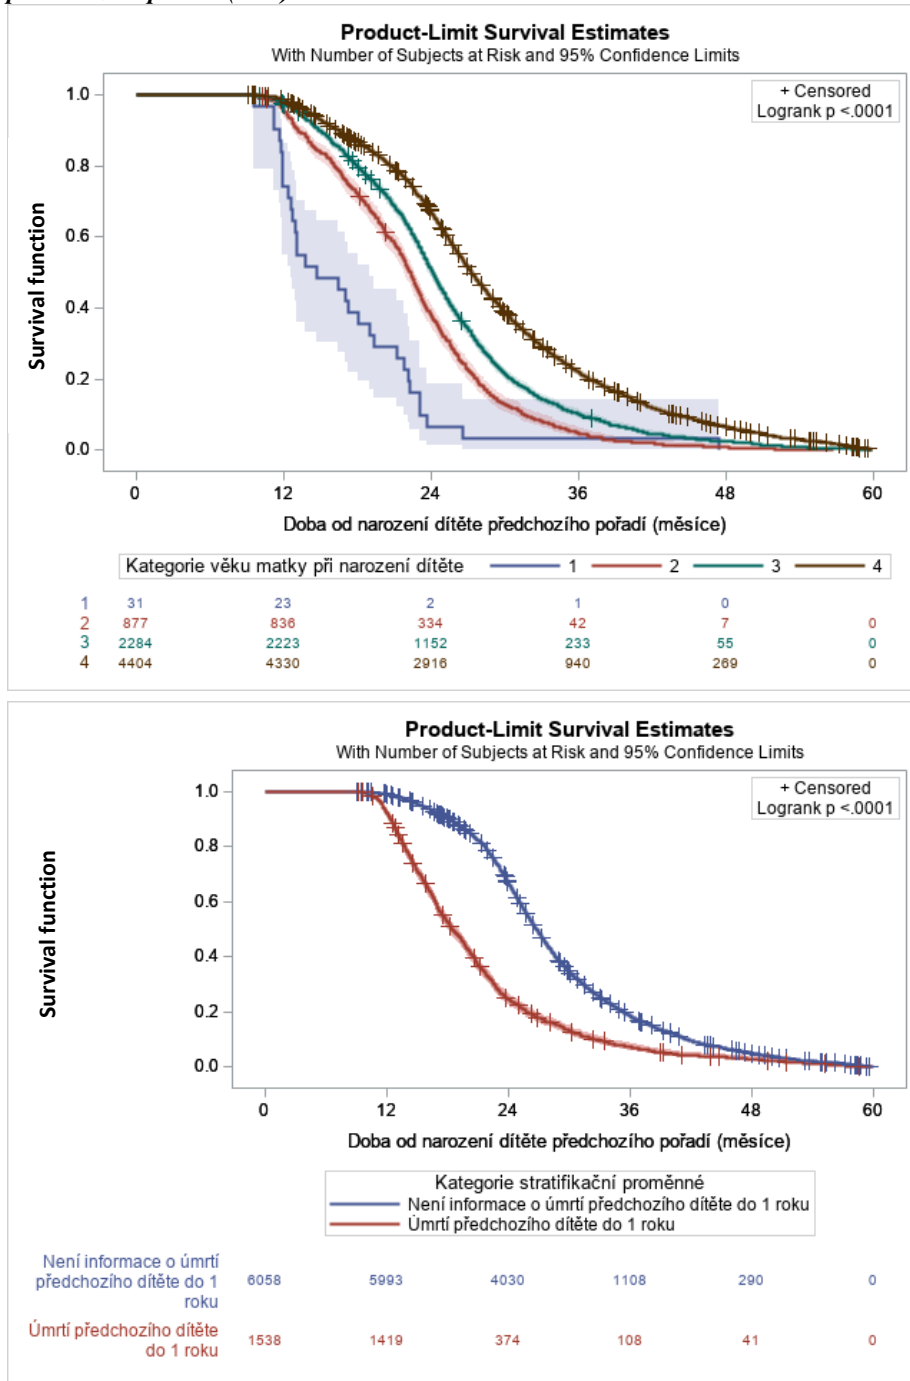 Product-Limit Survival Estimates
With Number of Subjects at Risk and 95% Confidence Limits
+ Censored
Logrank p <.0001
1.0
0.8
0.6
0.4
0.2
0.0
Survival function
0 12 24 36 48 60
Doba od narození dítěte předchozího pořadí (měsíce)
Kategorie věku matky při narození dítěte 1 2 3 4
1 31 23 2 1 0
2 877 836 334 42 7 0
3 2284 2223 1152 233 55 0
4 4404 4330 2916 940 269 0
Product-Limit Survival Estimates
With Number of Subjects at Risk and 95% Confidence Limits
+ Censored
Logrank p <.0001
1.0
0.8
0.6
0.4
0.2
0.0
Survival function
0 12 24 36 48 60
Doba od narození dítěte předchozího pořadí (měsíce)
Kategorie stratifikační proměnné
Není informace o úmrtí předchozího dítěte do 1 roku
Úmrtí předchozího dítěte do 1 roku
Není informace o úmrtí
předchozího dítěte do 1 6058 5993 4030 1108 290 0
roku
Úmrtí předchozího dítěte
do 1 roku 1538 1419 374 108 41 0